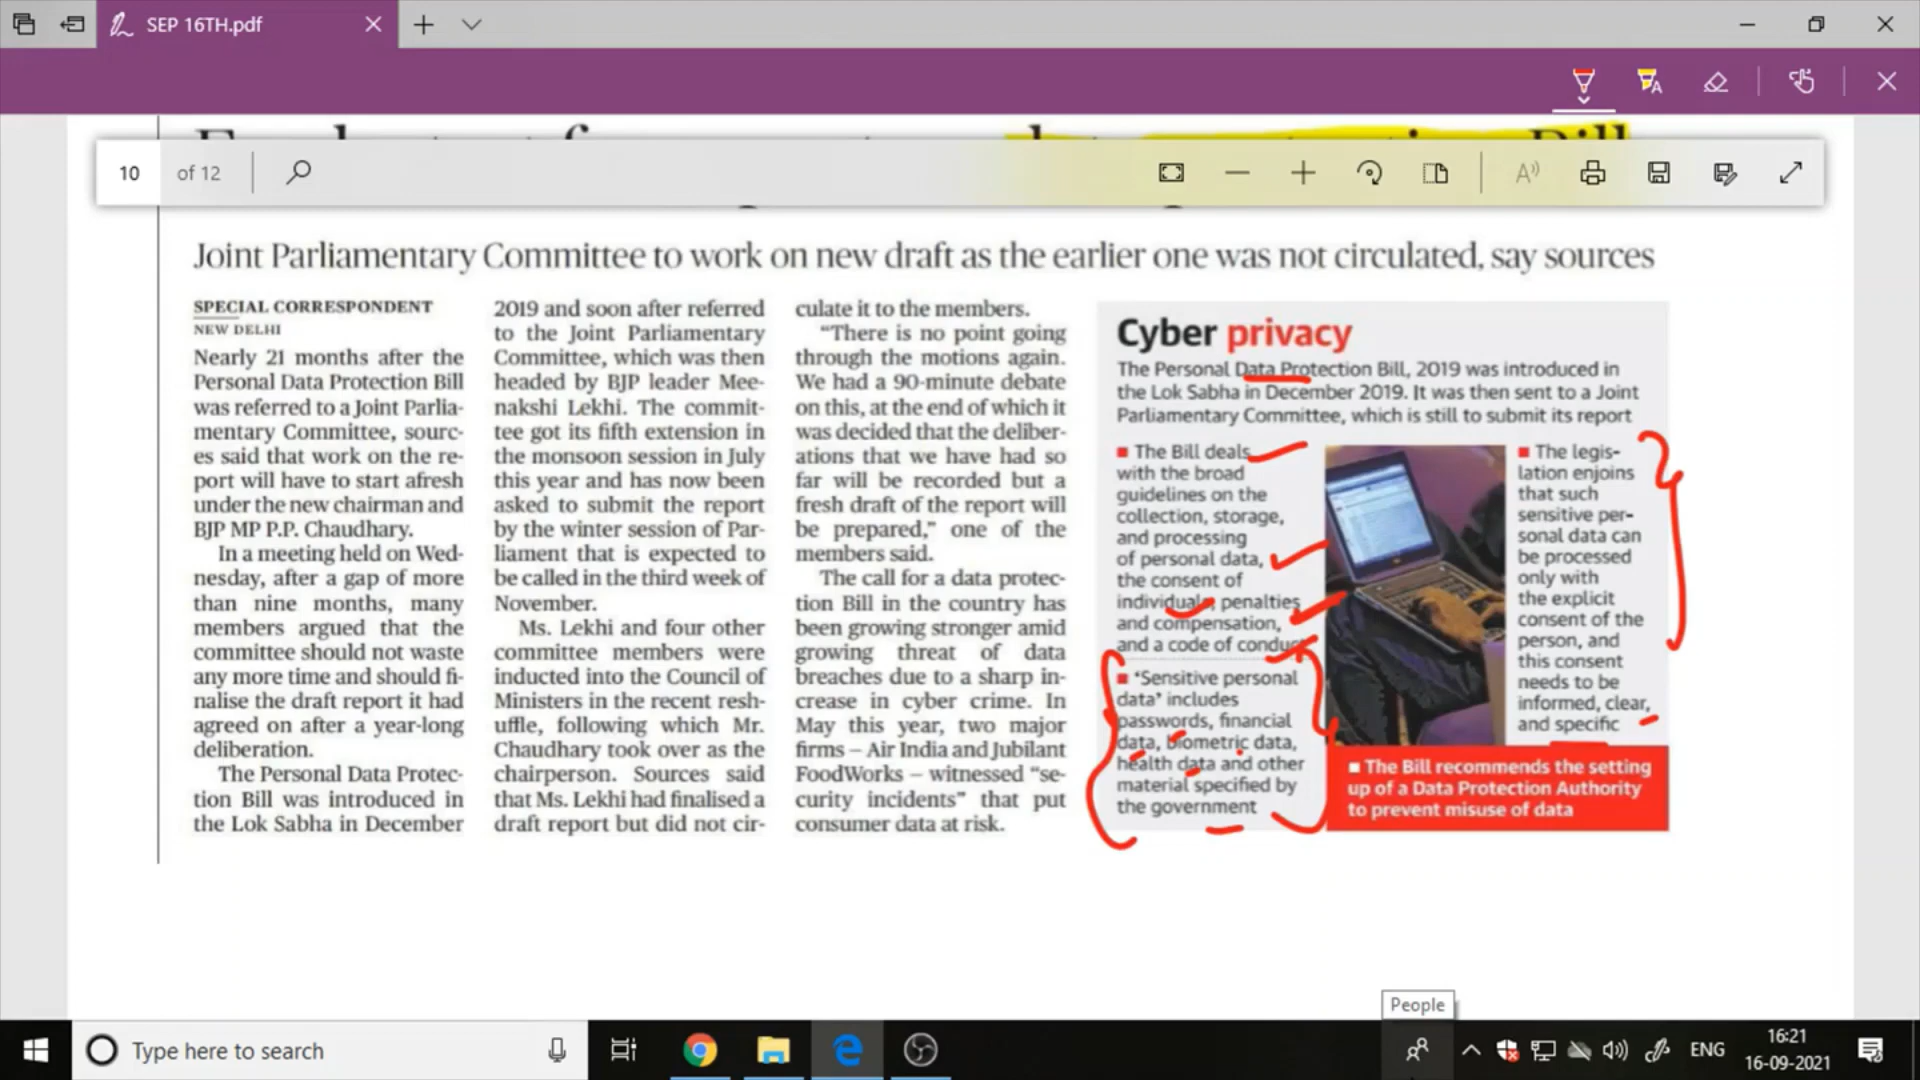 SEP 16TH.pdf
10 of 12
Bill
Joint Parliamentary Committee to work on new draft as the earlier one was not circulated, say sources
SPECIAL CORRESPONDENT
NEW DELHI
Nearly 21 months after the
Personal Data Protection Bill
was referred to a Joint Parlia-
mentary Committee, sourc-
es said that work on the re-
port will have to start afresh
under the new chairman and
BJP MP P.P. Chaudhary.
In a meeting held on Wed-
nesday, after a gap of more
than nine months, many
members argued that the
committee should not waste
any more time and should fi-
nalise the draft report it had
agreed on after a year-long
deliberation.
The Personal Data Protec-
tion Bill was introduced in
the Lok Sabha in December
2019 and soon after referred
to the Joint Parliamentary
Committee, which was then
headed by BJP leader Mee-
nakshi Lekhi. The commit-
tee got its fifth extension in
the monsoon session in July
this year and has now been
asked to submit the report
by the winter session of Par-
liament that is expected to
be called in the third week of
November.
Ms. Lekhi and four other
committee members were
inducted into the Council of
Ministers in the recent resh-
uffle, following which Mr.
Chaudhary took over as the
chairperson. Sources said
that Ms. Lekhi had finalised a
draft report but did not cir-
culate it to the members.
“There is no point going
through the motions again.
We had a 90-minute debate
on this, at the end of which it
was decided that the deliber-
ations that we have had so
far will be recorded but a
fresh draft of the report will
be prepared,” one of the
members said.
The call for a data protec-
tion Bill in the country has
been growing stronger amid
growing threat of data
breaches due to a sharp in-
crease in cyber crime. In
May this year, two major
firms – Air India and Jubilant
FoodWorks – witnessed “se-
curity incidents” that put
consumer data at risk.
Cyber privacy
The Personal Data Protection Bill, 2019 was introduced in
the Lok Sabha in December 2019. It was then sent to a Joint
Parliamentary Committee, which is still to submit its report
■ The Bill deals
with the broad
guidelines on the
collection, storage,
and processing
of personal data,
the consent of
individuals, penalties
and compensation,
and a code of conduct
■ ‘Sensitive personal
data’ includes
passwords, financial
data, biometric data,
health data and other
material specified by
the government
■ The legis-
lation enjoins
that such
sensitive per-
sonal data can
be processed
only with
the explicit
consent of the
person, and
this consent
needs to be
informed, clear,
and specific
■ The Bill recommends the setting
up of a Data Protection Authority
to prevent misuse of data
People
Type here to search
ENG
16:21
16-09-2021